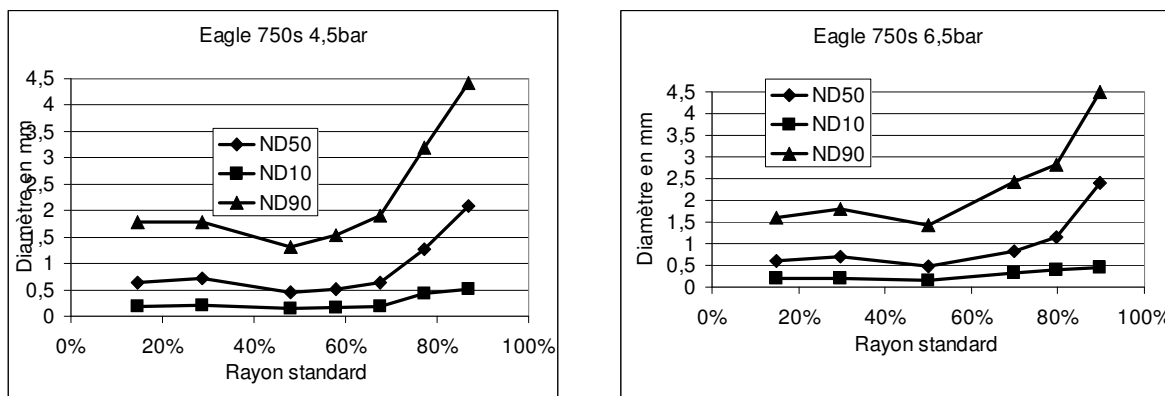 Eagle 750s 4,5bar
Diamètre en mm
4,5
4
3,5
3
2,5
2
1,5
1
0,5
0
ND50
ND10
ND90
0% 20% 40% 60% 80% 100%
Rayon standard
Eagle 750s 6,5bar
Diamètre en mm
4,5
4
3,5
3
2,5
2
1,5
1
0,5
0
ND50
ND10
ND90
0% 20% 40% 60% 80% 100%
Rayon standard